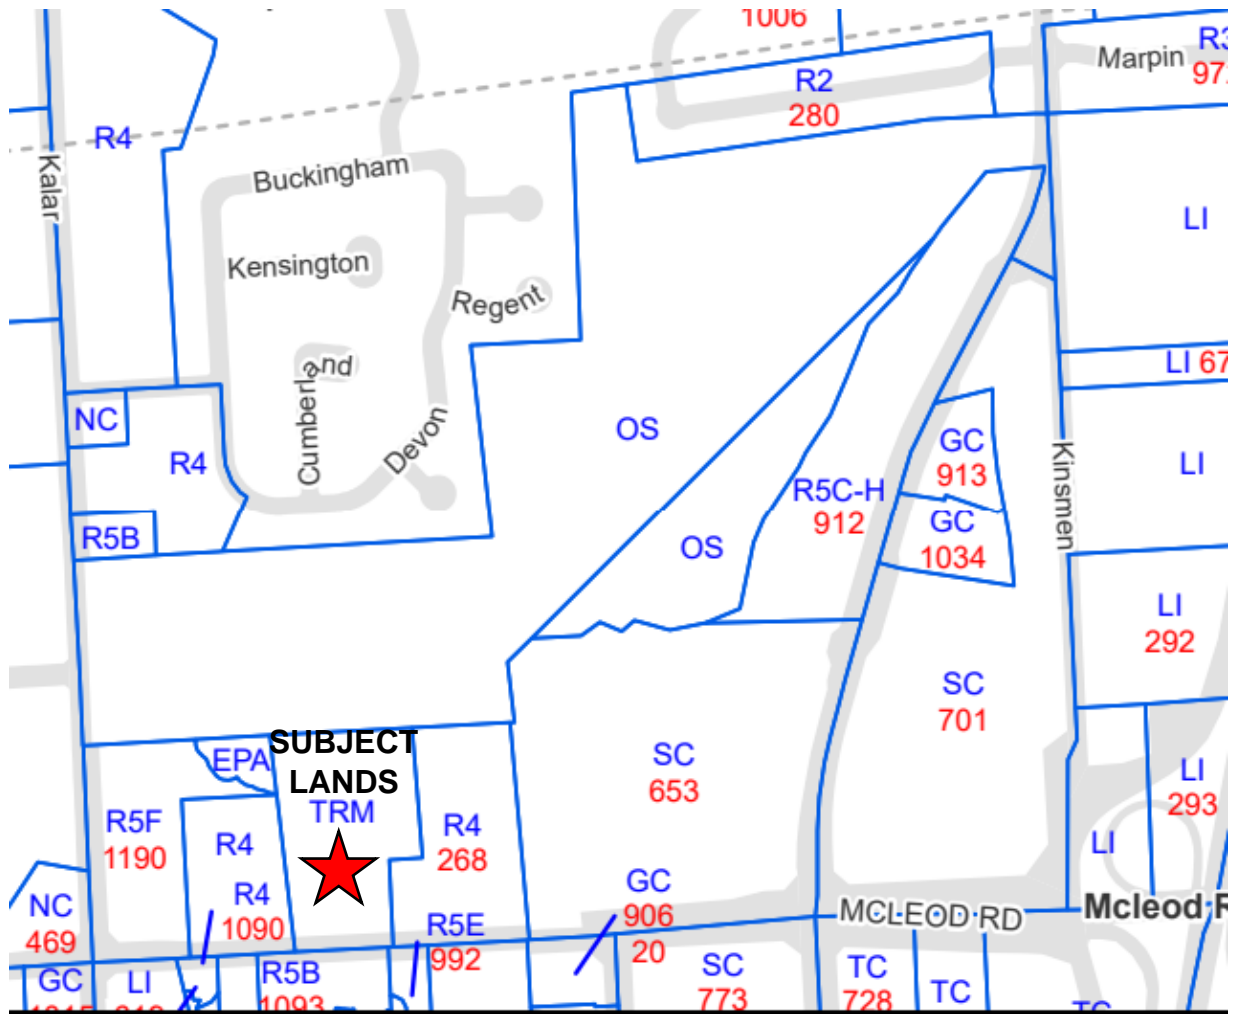 1006
R2
280
Marpin
R3
R4
Kalar
Buckingham
Kensington
Regent
Cumberland
Devon
LI
LI 67
NC
R4
R5B
OS
OS
R5C-H
912
GC
913
GC
1034
Kinsmen
LI
LI
292
SC
701
SC
653
EPA
SUBJECT
LANDS
TRM
R5F
1190
R4
R4
1090
R4
268
NC
469
LI
293
LI
GC
906
20
R5E
992
MCLEOD RD
Mcleod R
GC
LI
R5B
1093
SC
773
TC
728
TC
TC